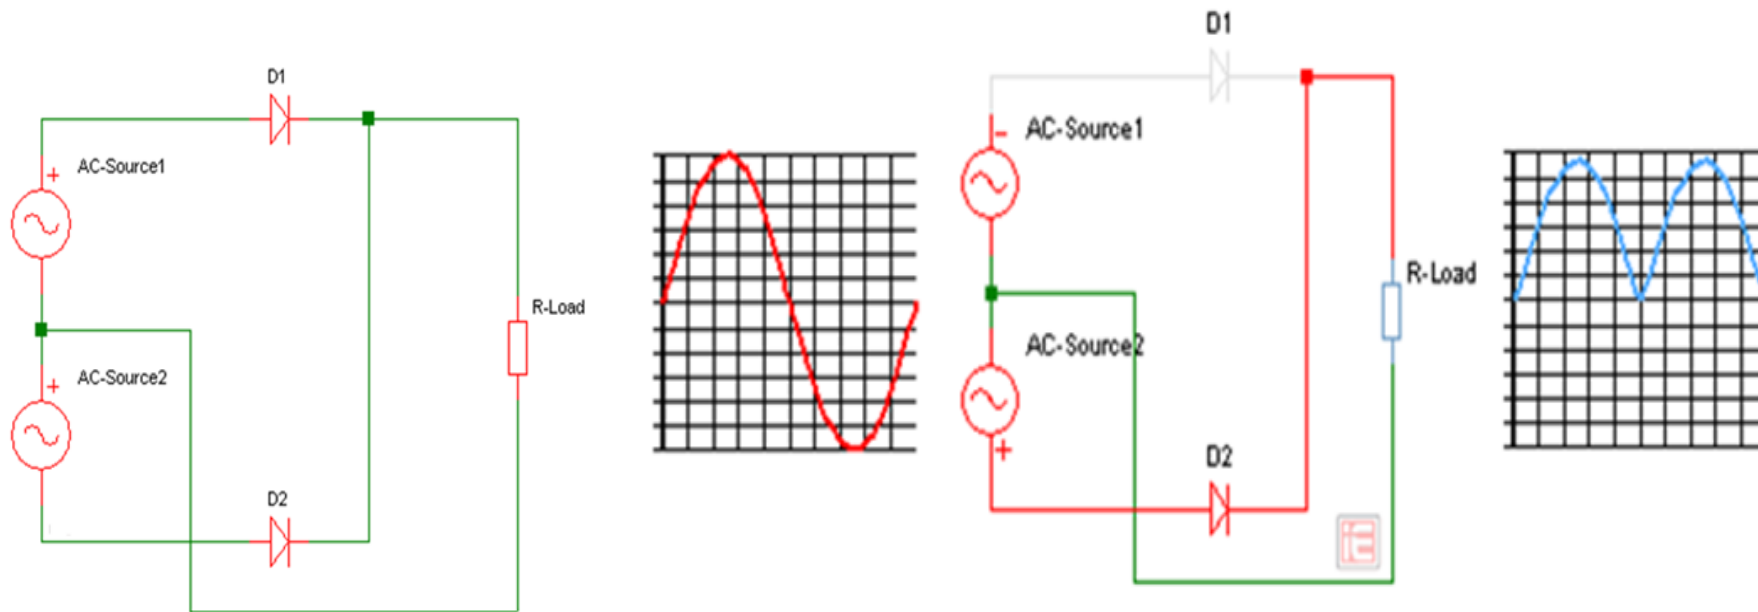 D1
+
AC-Source1
R-Load
+
AC-Source2
D2
D1
-
AC-Source1
R-Load
AC-Source2
+
D2